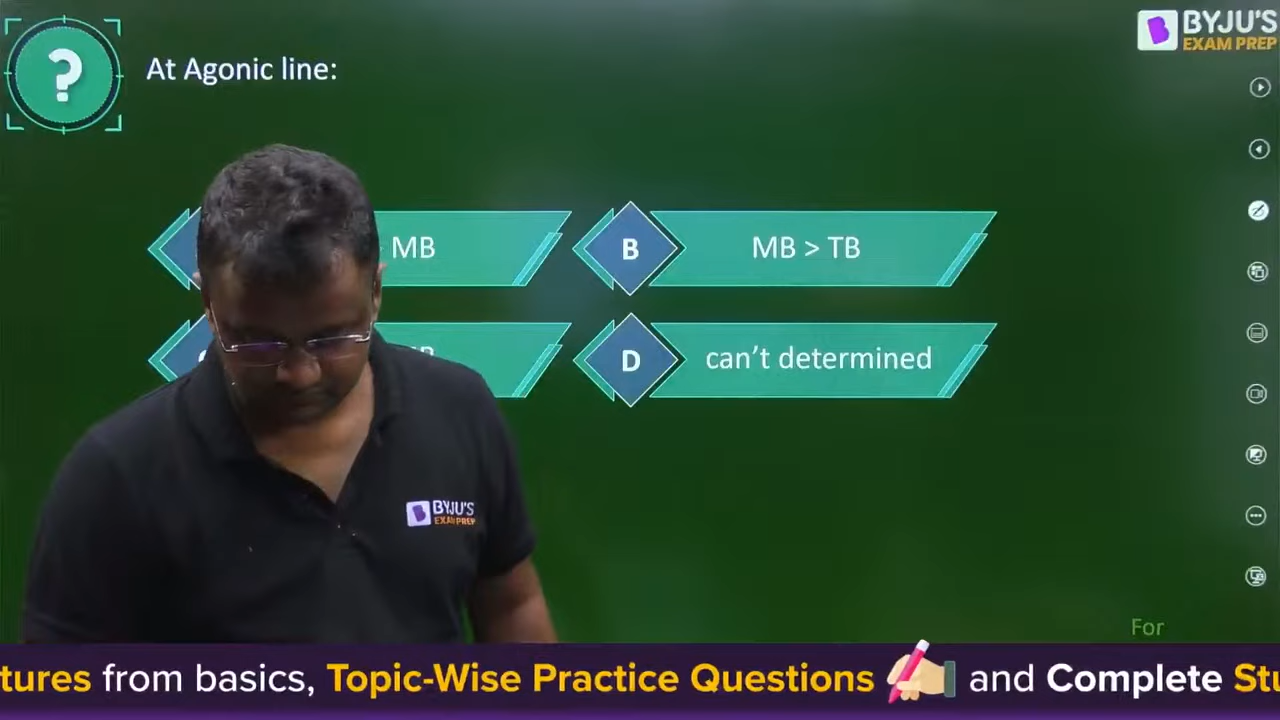 BYJU'S
EXAM PREP
?
At Agonic line:
MB
B
MB > TB
D
can't determined
BYJU'S
EXAM PREP
For
tures from basics, Topic-Wise Practice Questions and Complete Stu